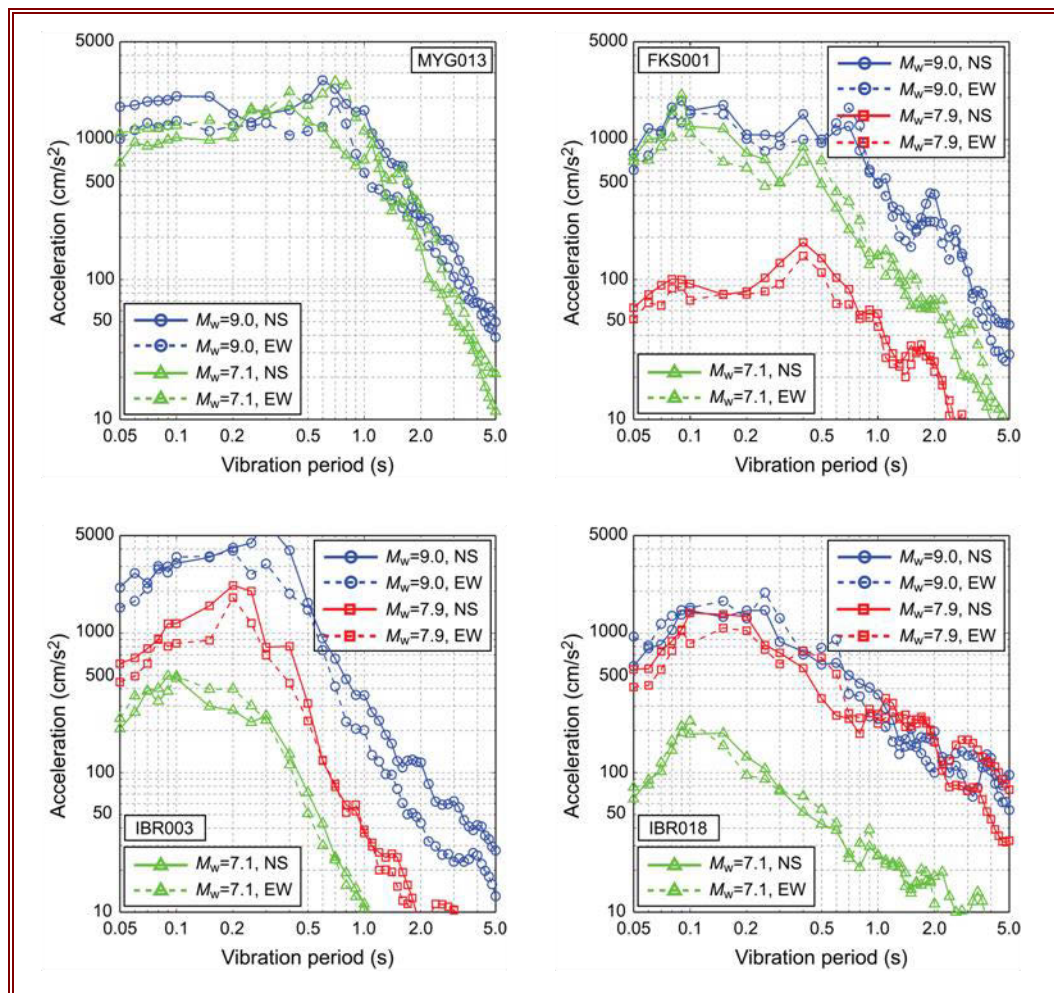 5000
1000
500
100
50
10
Acceleration (cm/s²)
MYG013
Mw=9.0, NS
Mw=9.0, EW
Mw=7.1, NS
Mw=7.1, EW
0.05 0.1 0.2 0.5 1.0 2.0 5.0
Vibration period (s)
5000
1000
500
100
50
10
Acceleration (cm/s²)
FKS001
Mw=9.0, NS
Mw=9.0, EW
Mw=7.9, NS
Mw=7.9, EW
Mw=7.1, NS
Mw=7.1, EW
0.05 0.1 0.2 0.5 1.0 2.0 5.0
Vibration period (s)
5000
1000
500
100
50
10
Acceleration (cm/s²)
Mw=9.0, NS
Mw=9.0, EW
Mw=7.9, NS
Mw=7.9, EW
IBR003
Mw=7.1, NS
Mw=7.1, EW
0.05 0.1 0.2 0.5 1.0 2.0 5.0
Vibration period (s)
5000
1000
500
100
50
10
Acceleration (cm/s²)
Mw=9.0, NS
Mw=9.0, EW
Mw=7.9, NS
Mw=7.9, EW
IBR018
Mw=7.1, NS
Mw=7.1, EW
0.05 0.1 0.2 0.5 1.0 2.0 5.0
Vibration period (s)